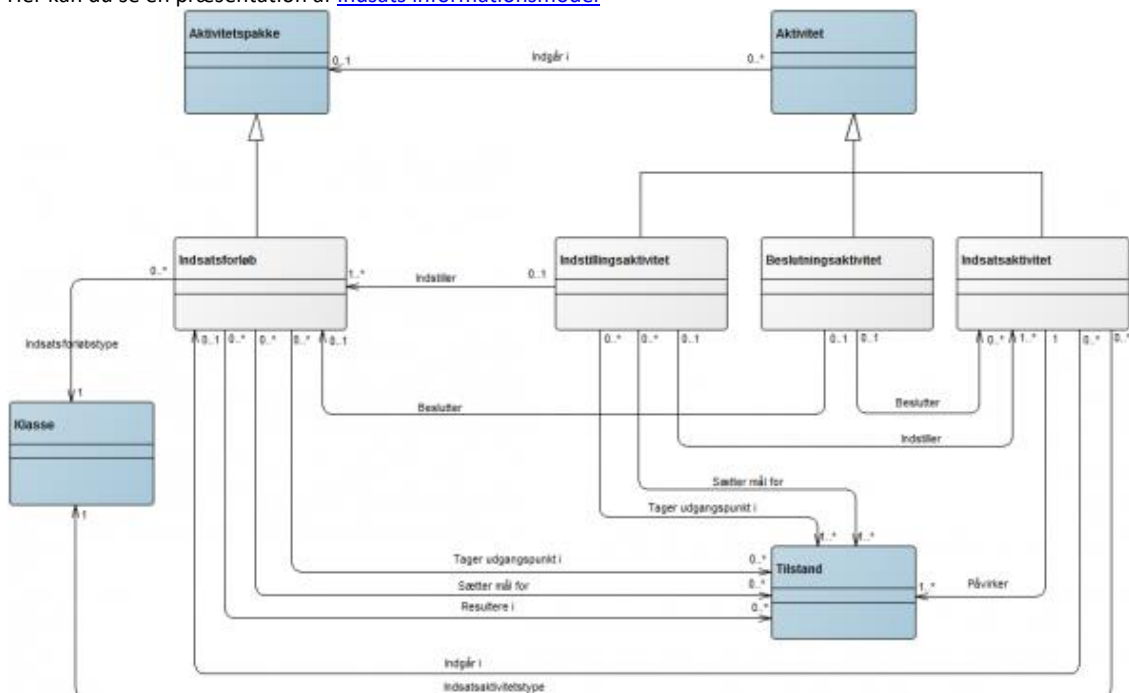 Her kan du se en præsentation af Indsats informationsmodel
Aktivitetspakke
Aktivitet
0..1
Indgår i
0..*
Indsatsforløb
Indstillingsaktivitet
Beslutningsaktivitet
Indsatsaktivitet
0..*
1..*
Indstiller
0..1
0..1
0..*
0..*
0..*
0..1
0..*
0..*
0..1
0..1
0..1
0..*
1..*
1
0..*
0..*
Indsatsforløbstype
1
Klasse
Beslutter
Beslutter
Indstiller
Sætter mål for
Tager udgangspunkt i
1
1..*
1..*
Tager udgangspunkt i
0..*
Tilstand
Sætter mål for
0..*
1..*
Påvirker
Resultere i
0..*
Indgår i
Indsatsaktivitetstype